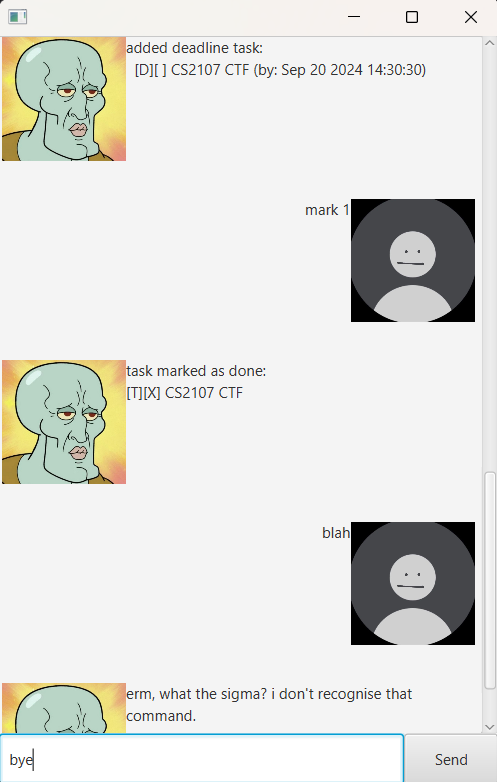 added deadline task:
[D][ ] CS2107 CTF (by: Sep 20 2024 14:30:30)
mark 1
task marked as done:
[T][X] CS2107 CTF
blah
erm, what the sigma? i don't recognise that
command.
bye
Send